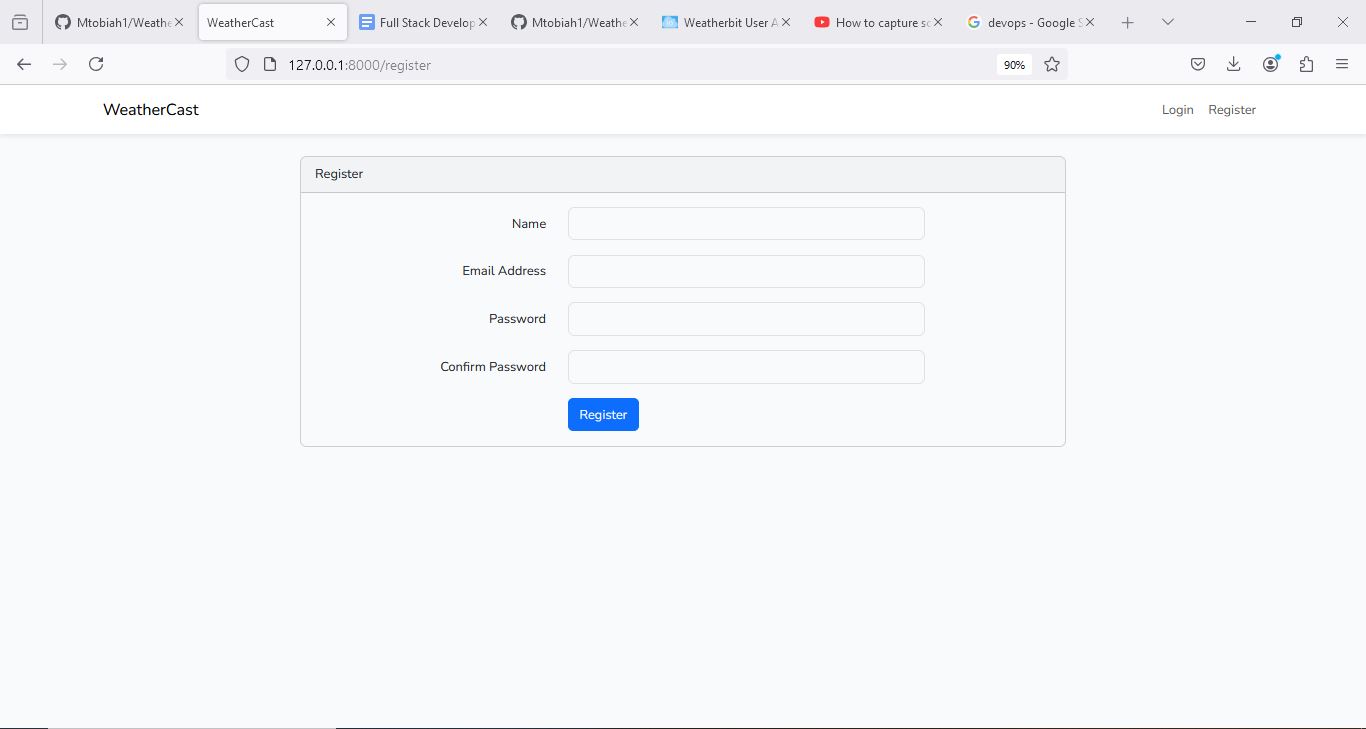 Mtobiah1/Weathe
WeatherCast
Full Stack Develop
Mtobiah1/Weathe
Weatherbit User A
How to capture sc
devops - Google S
127.0.0.1:8000/register
90%
WeatherCast
Login
Register
Register
Name
Email Address
Password
Confirm Password
Register